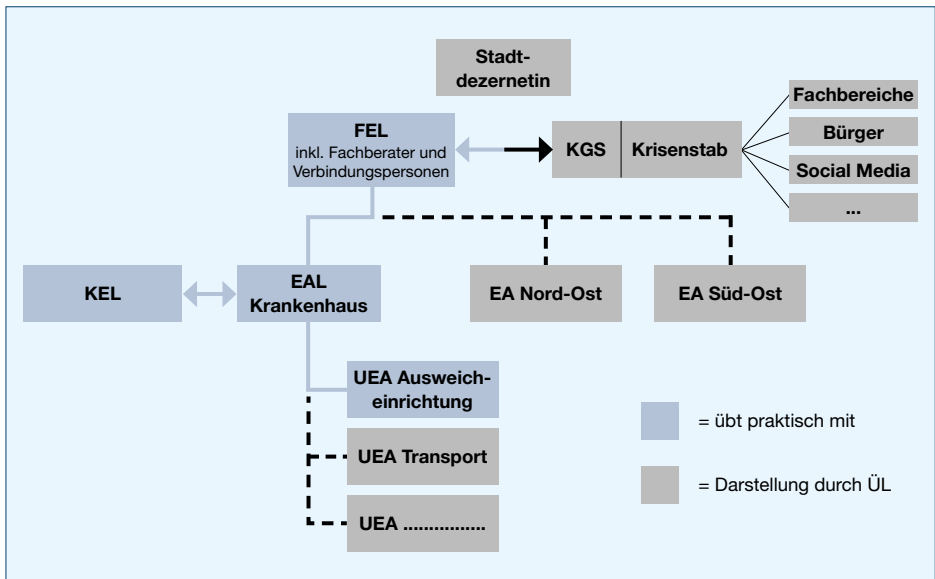 Stadt-
dezernetin
FEL
inkl. Fachberater und
Verbindungspersonen
KGS
Krisenstab
Fachbereiche
Bürger
Social Media
...
KEL
EAL
Krankenhaus
EA Nord-Ost
EA Süd-Ost
UEA Ausweich-
einrichtung
UEA Transport
UEA ................
= übt praktisch mit
= Darstellung durch ÜL